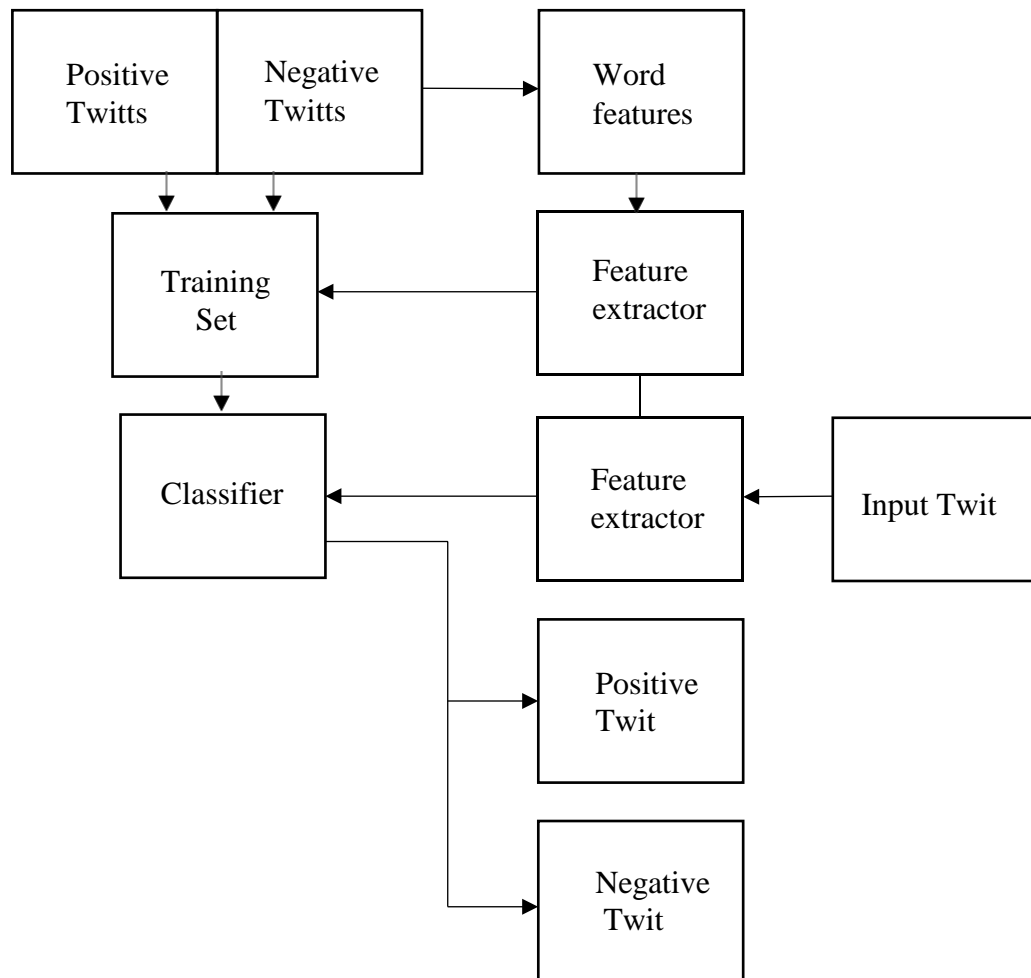 Positive
Twitts
Negative
Twitts
Word
features
Training
Set
Feature
extractor
Classifier
Feature
extractor
Input Twit
Positive
Twit
Negative
Twit